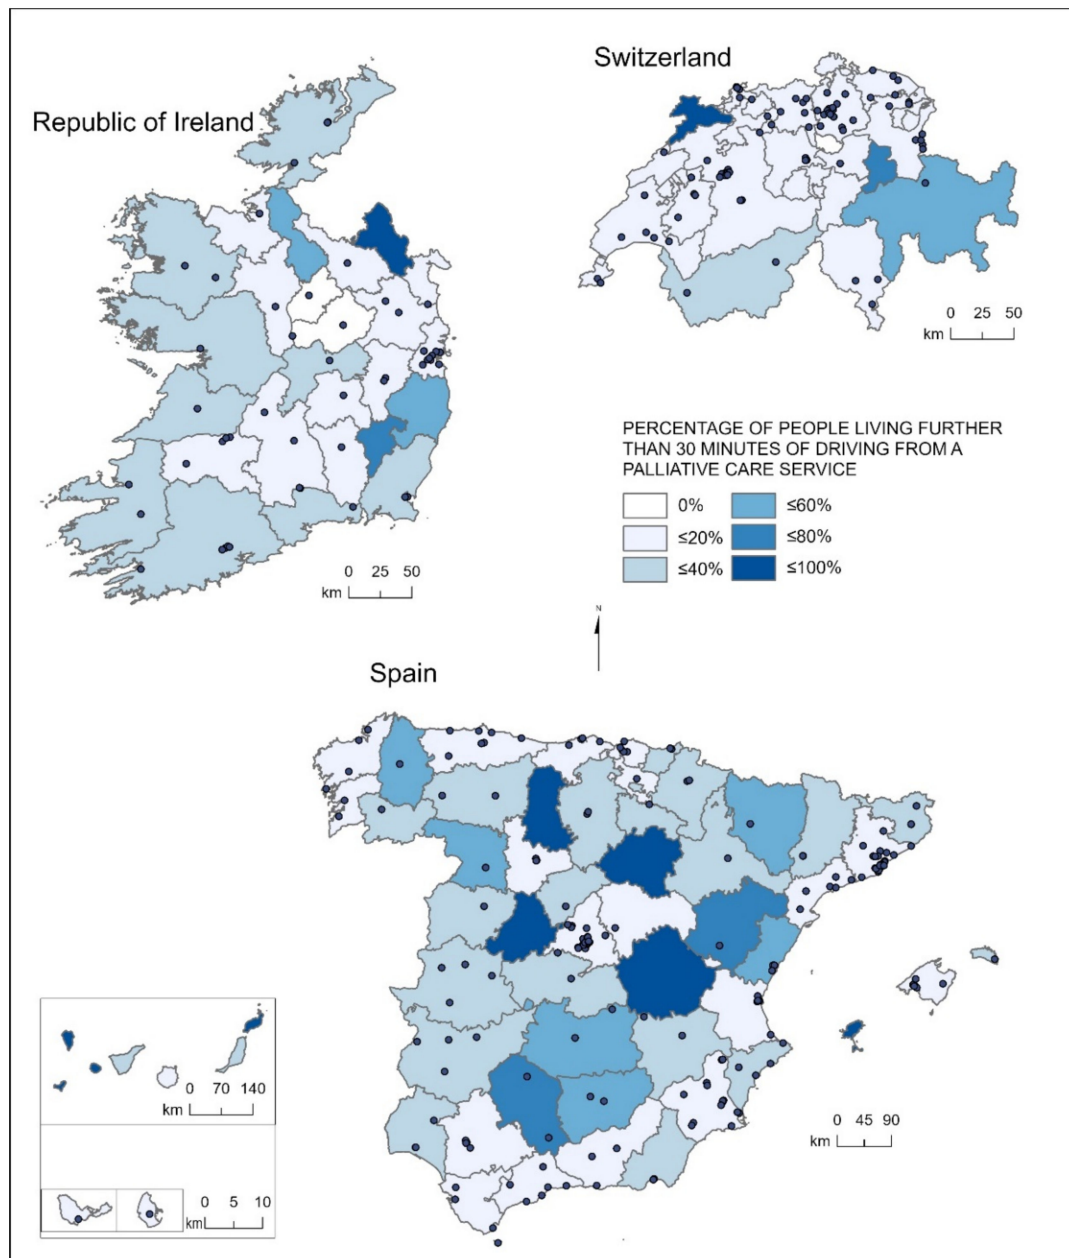 Switzerland
Republic of Ireland
0 25 50
km
PERCENTAGE OF PEOPLE LIVING FURTHER
THAN 30 MINUTES OF DRIVING FROM A
PALLIATIVE CARE SERVICE
0% ≤60%
≤20% ≤80%
≤40% ≤100%
0 25 50
km
N
Spain
0 70 140
km
0 45 90
km
0 5 10
km